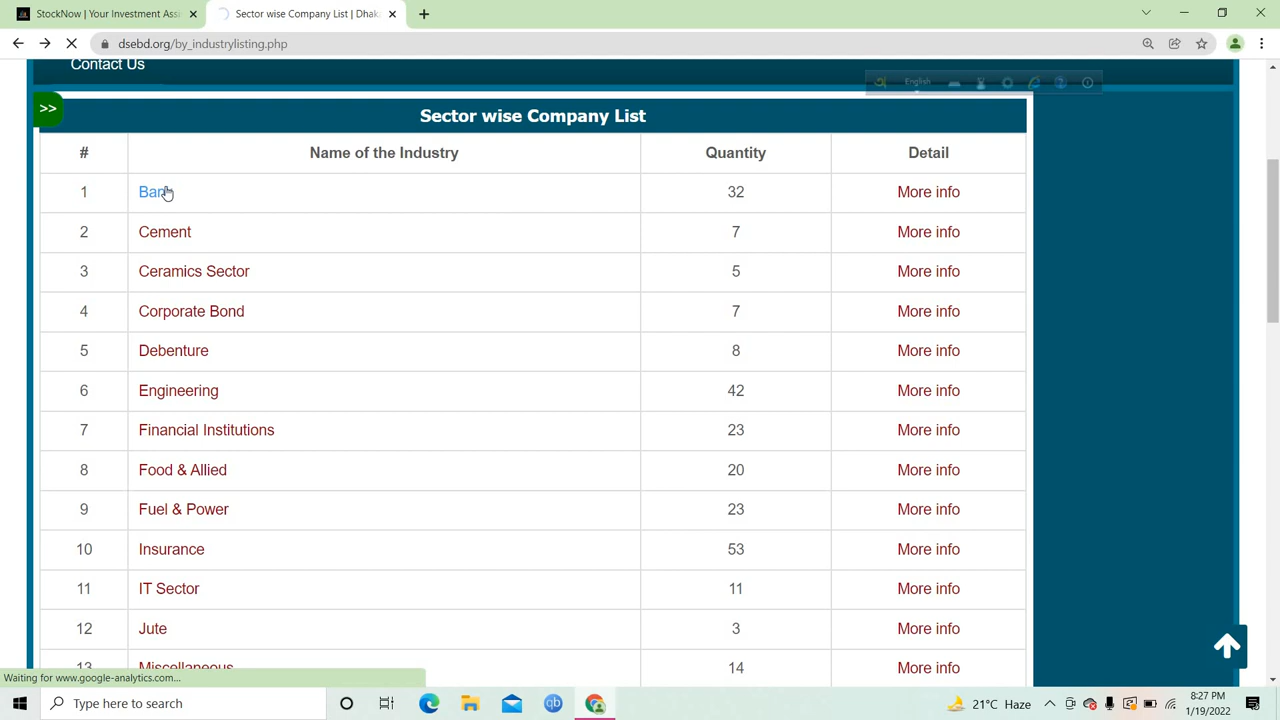 StockNow | Your Investment Ass
Sector wise Company List | Dhak
dsebd.org/by_industrylisting.php
Contact Us
English
>>
Sector wise Company List
# Name of the Industry Quantity Detail
1 Bank 32 More info
2 Cement 7 More info
3 Ceramics Sector 5 More info
4 Corporate Bond 7 More info
5 Debenture 8 More info
6 Engineering 42 More info
7 Financial Institutions 23 More info
8 Food & Allied 20 More info
9 Fuel & Power 23 More info
10 Insurance 53 More info
11 IT Sector 11 More info
12 Jute 3 More info
13 Miscellaneous 14 More info
Waiting for www.google-analytics.com...
Type here to search
qb
21°C Haze
8:27 PM
1/19/2022